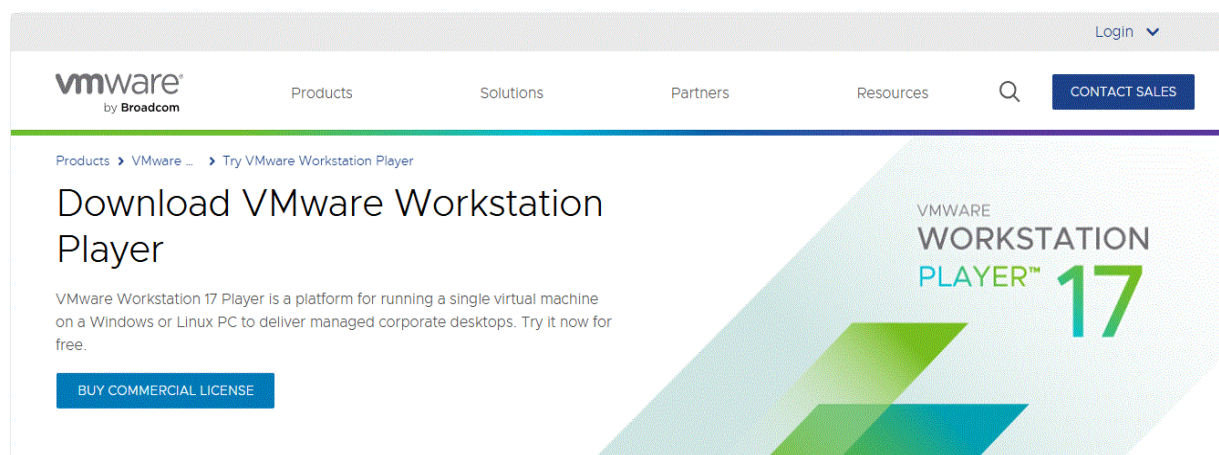 Login
vmware®
by Broadcom
Products
Solutions
Partners
Resources
CONTACT SALES
Products > VMware ... > Try VMware Workstation Player
Download VMware Workstation
Player
VMware Workstation 17 Player is a platform for running a single virtual machine
on a Windows or Linux PC to deliver managed corporate desktops. Try it now for
free.
BUY COMMERCIAL LICENSE
VMWARE
WORKSTATION
PLAYER™ 17